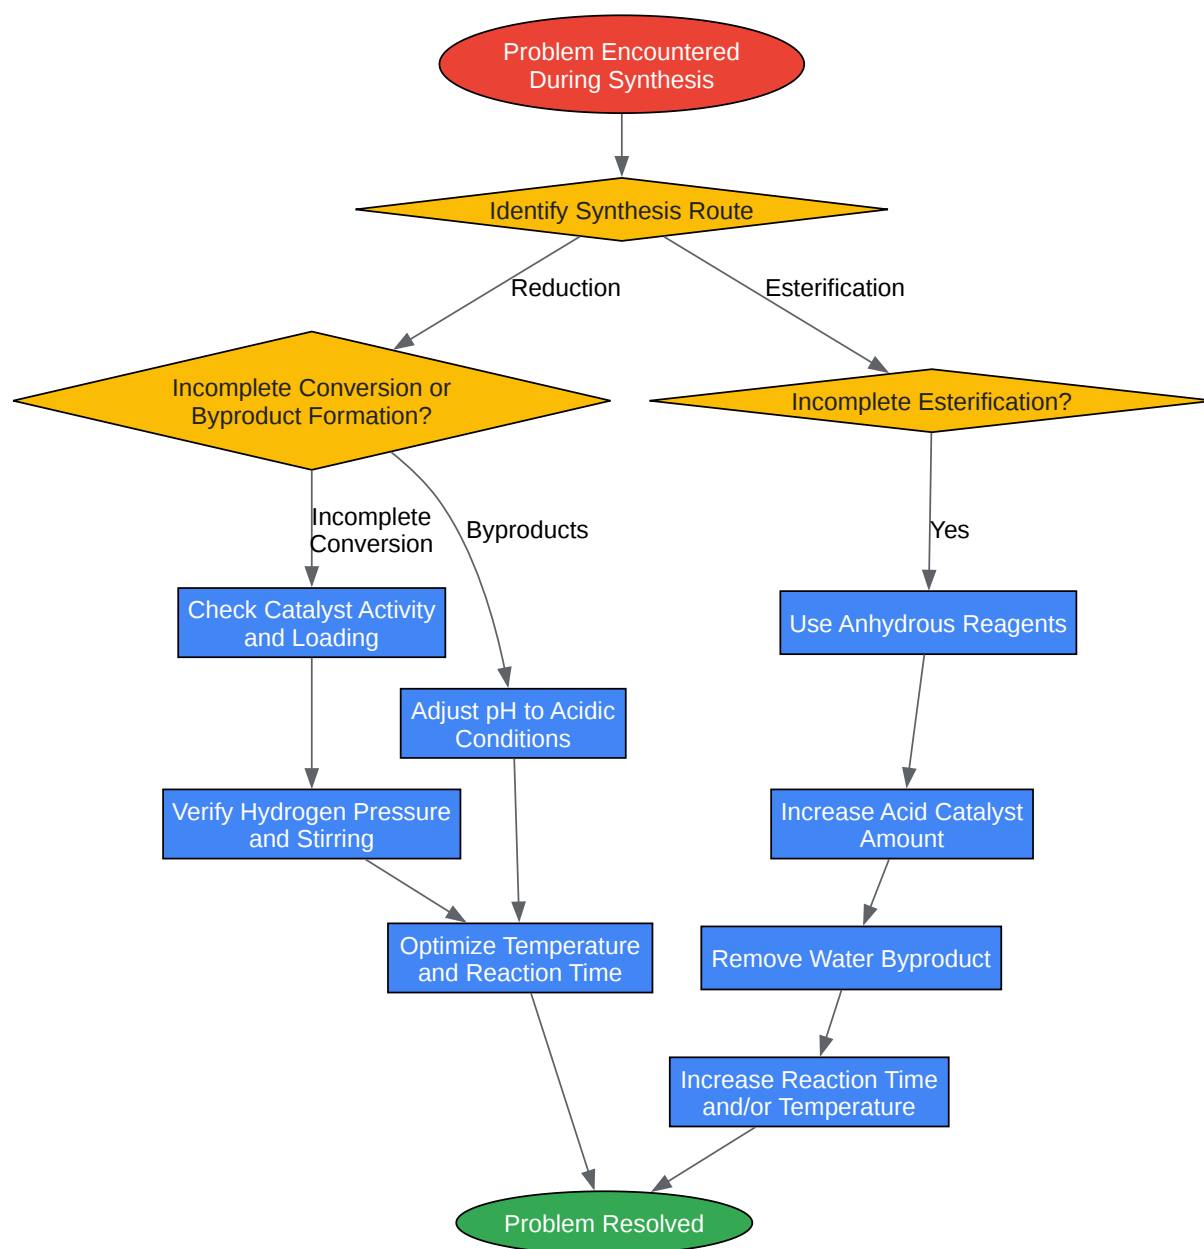 Problem Encountered
During Synthesis
Identify Synthesis Route
Reduction
Esterification
Incomplete Conversion or
Byproduct Formation?
Incomplete Esterification?
Incomplete
Conversion
Byproducts
Yes
Check Catalyst Activity
and Loading
Use Anhydrous Reagents
Adjust pH to Acidic
Conditions
Verify Hydrogen Pressure
and Stirring
Increase Acid Catalyst
Amount
Optimize Temperature
and Reaction Time
Remove Water Byproduct
Increase Reaction Time
and/or Temperature
Problem Resolved